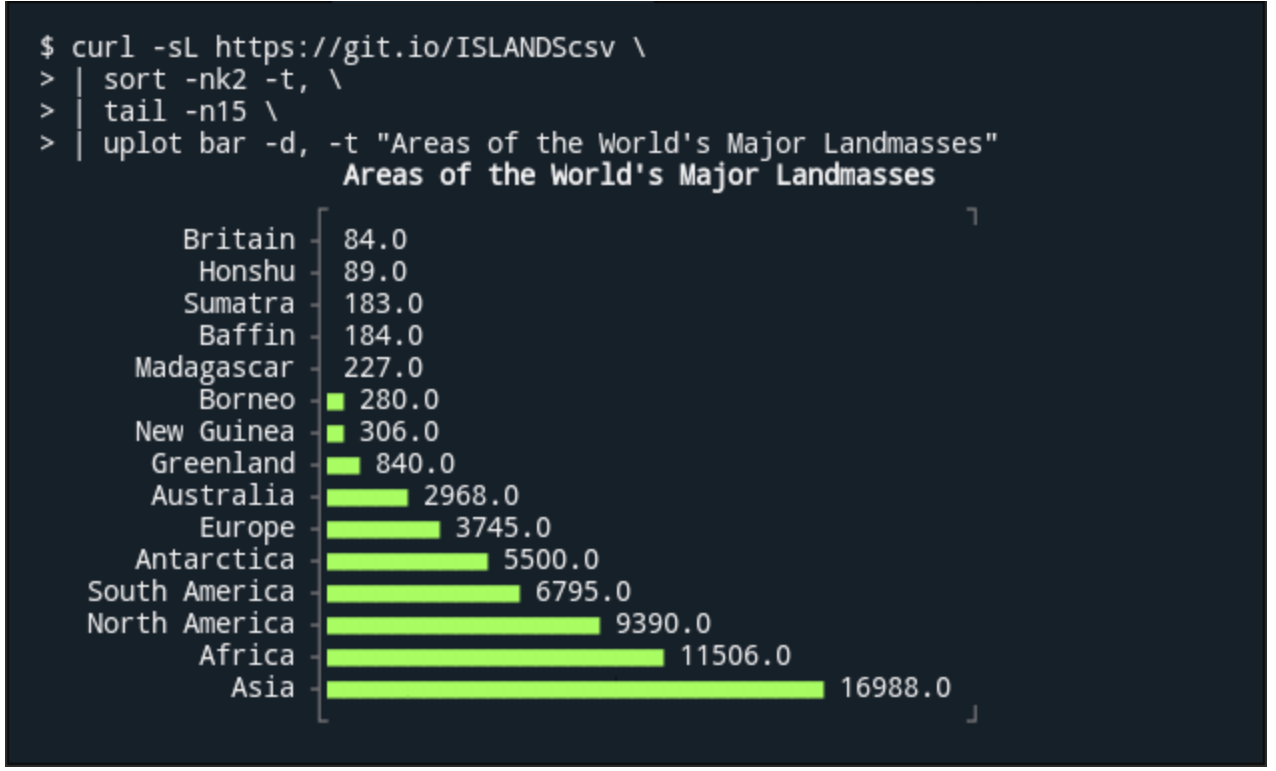 $ curl -sL https://git.io/ISLANDScsv \
> | sort -nk2 -t, \
> | tail -n15 \
> | uplot bar -d, -t "Areas of the World's Major Landmasses"
Areas of the World's Major Landmasses
Britain 84.0
Honshu 89.0
Sumatra 183.0
Baffin 184.0
Madagascar 227.0
Borneo 280.0
New Guinea 306.0
Greenland 840.0
Australia 2968.0
Europe 3745.0
Antarctica 5500.0
South America 6795.0
North America 9390.0
Africa 11506.0
Asia 16988.0